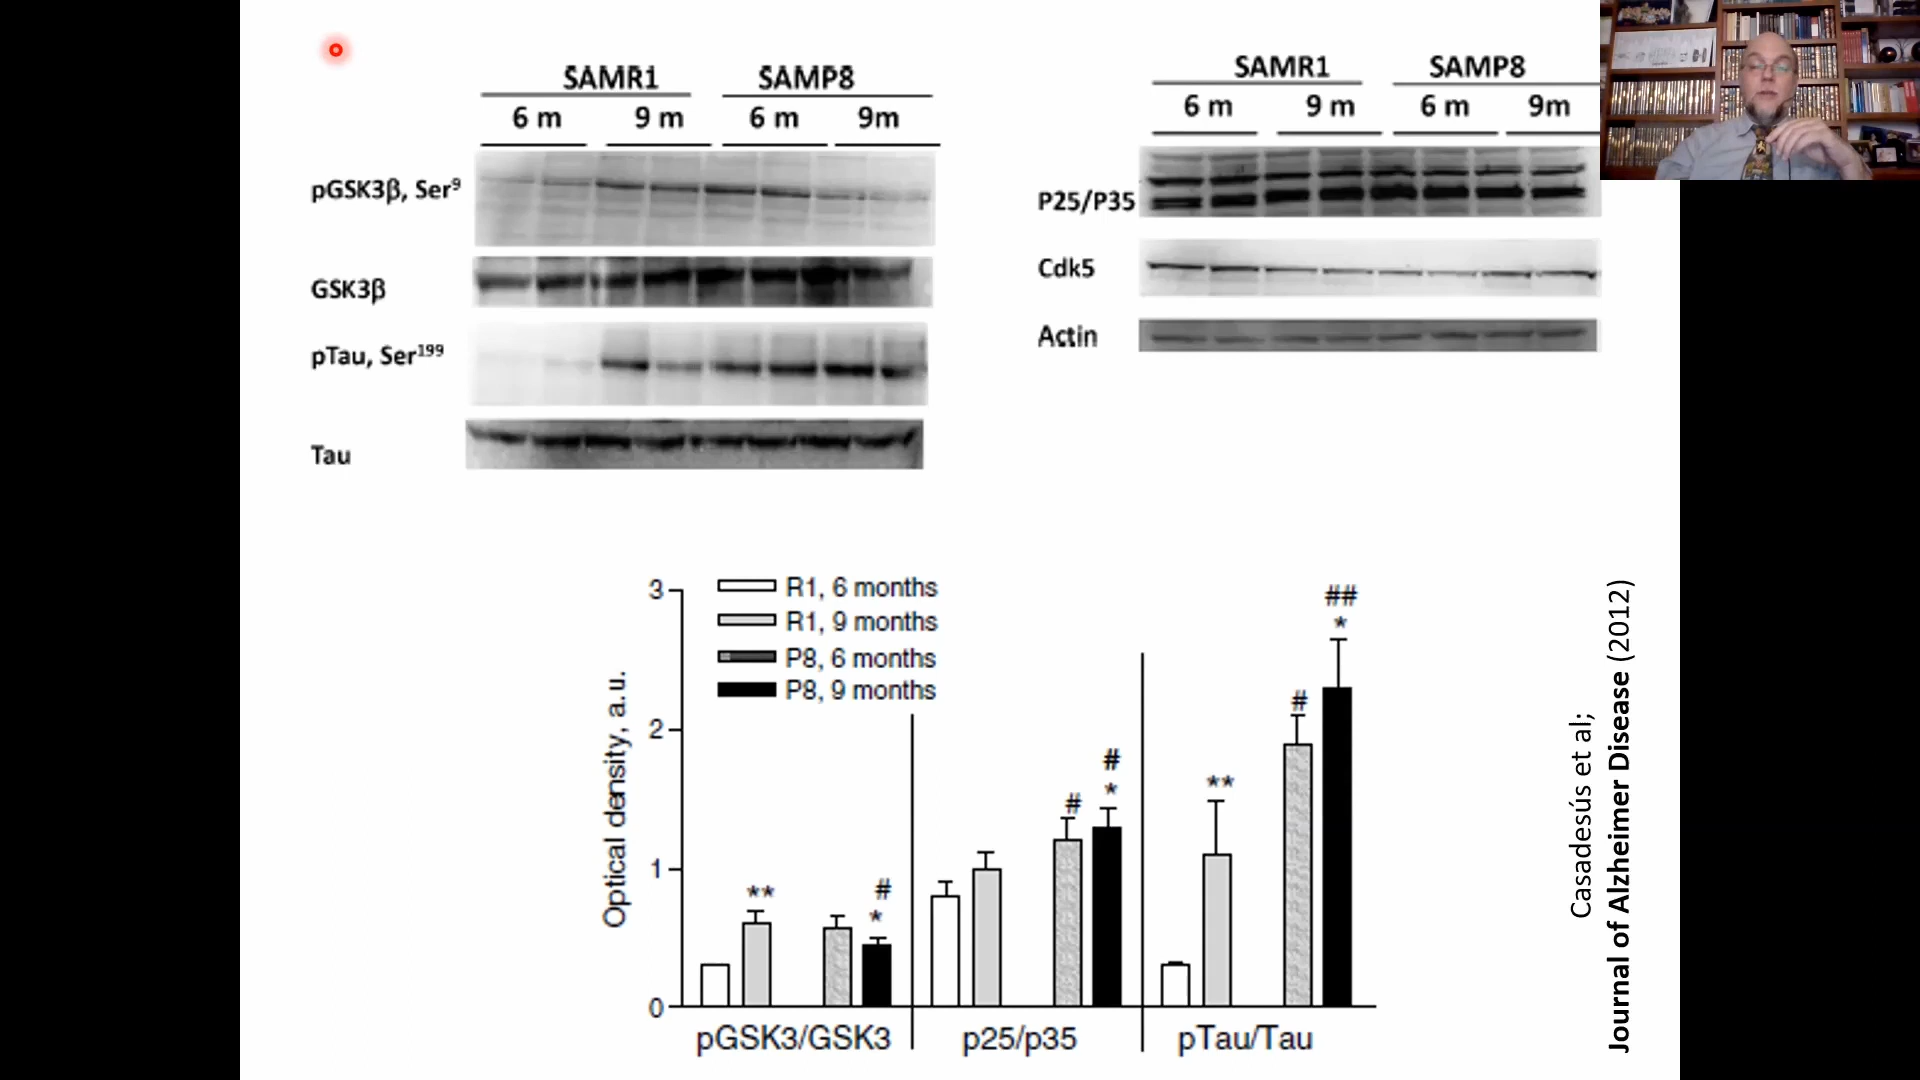 SAMR1 SAMP8
6 m 9 m 6 m 9m
pGSK3β, Ser⁹
GSK3β
pTau, Ser¹⁹⁹
Tau
SAMR1 SAMP8
6 m 9 m 6 m 9m
P25/P35
Cdk5
Actin
Optical density, a.u.
3
2
1
0
R1, 6 months
R1, 9 months
P8, 6 months
P8, 9 months
**
#
*
#
#
*
**
#
##
*
pGSK3/GSK3 p25/p35 pTau/Tau
Casadesús et al;
Journal of Alzheimer Disease (2012)